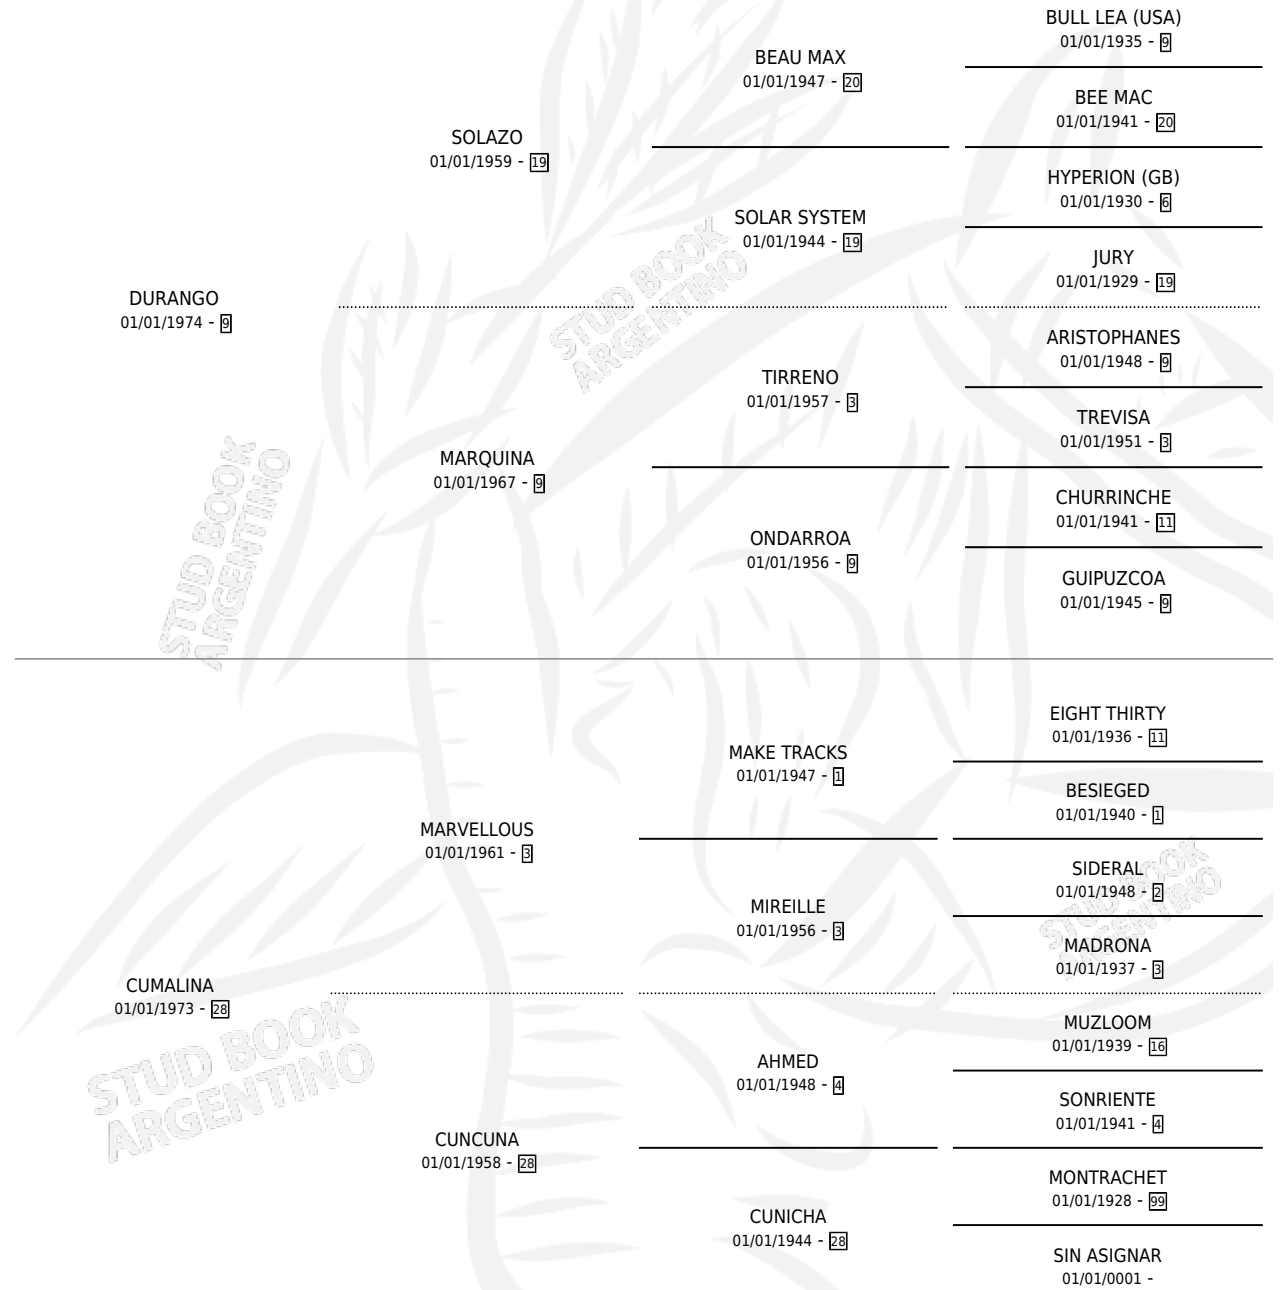 BULL LEA (USA)
01/01/1935 - 9
BEAU MAX
01/01/1947 - 20
BEE MAC
01/01/1941 - 20
SOLAZO
01/01/1959 - 19
HYPERION (GB)
01/01/1930 - 6
SOLAR SYSTEM
01/01/1944 - 19
JURY
01/01/1929 - 19
DURANGO
01/01/1974 - 9
STUD BOOK
ARGENTINO
ARISTOPHANES
01/01/1948 - 9
TIRRENO
01/01/1957 - 3
TREVISA
01/01/1951 - 3
MARQUINA
01/01/1967 - 9
STUD BOOK
ARGENTINO
CHURRINCHE
01/01/1941 - 11
ONDARROA
01/01/1956 - 9
GUIPUZCOA
01/01/1945 - 9
EIGHT THIRTY
01/01/1936 - 11
MAKE TRACKS
01/01/1947 - 1
BESIEGED
01/01/1940 - 1
MARVELLOUS
01/01/1961 - 3
SIDERAL
01/01/1948 - 2
STUD BOOK
ARGENTINO
MIREILLE
01/01/1956 - 3
MADRONA
01/01/1937 - 3
CUMALINA
01/01/1973 - 28
STUD BOOK
ARGENTINO
MUZLOOM
01/01/1939 - 16
AHMED
01/01/1948 - 4
SONRIENTE
01/01/1941 - 4
CUNCUNA
01/01/1958 - 28
MONTRACHET
01/01/1928 - 99
CUNICHA
01/01/1944 - 28
SIN ASIGNAR
01/01/0001 -